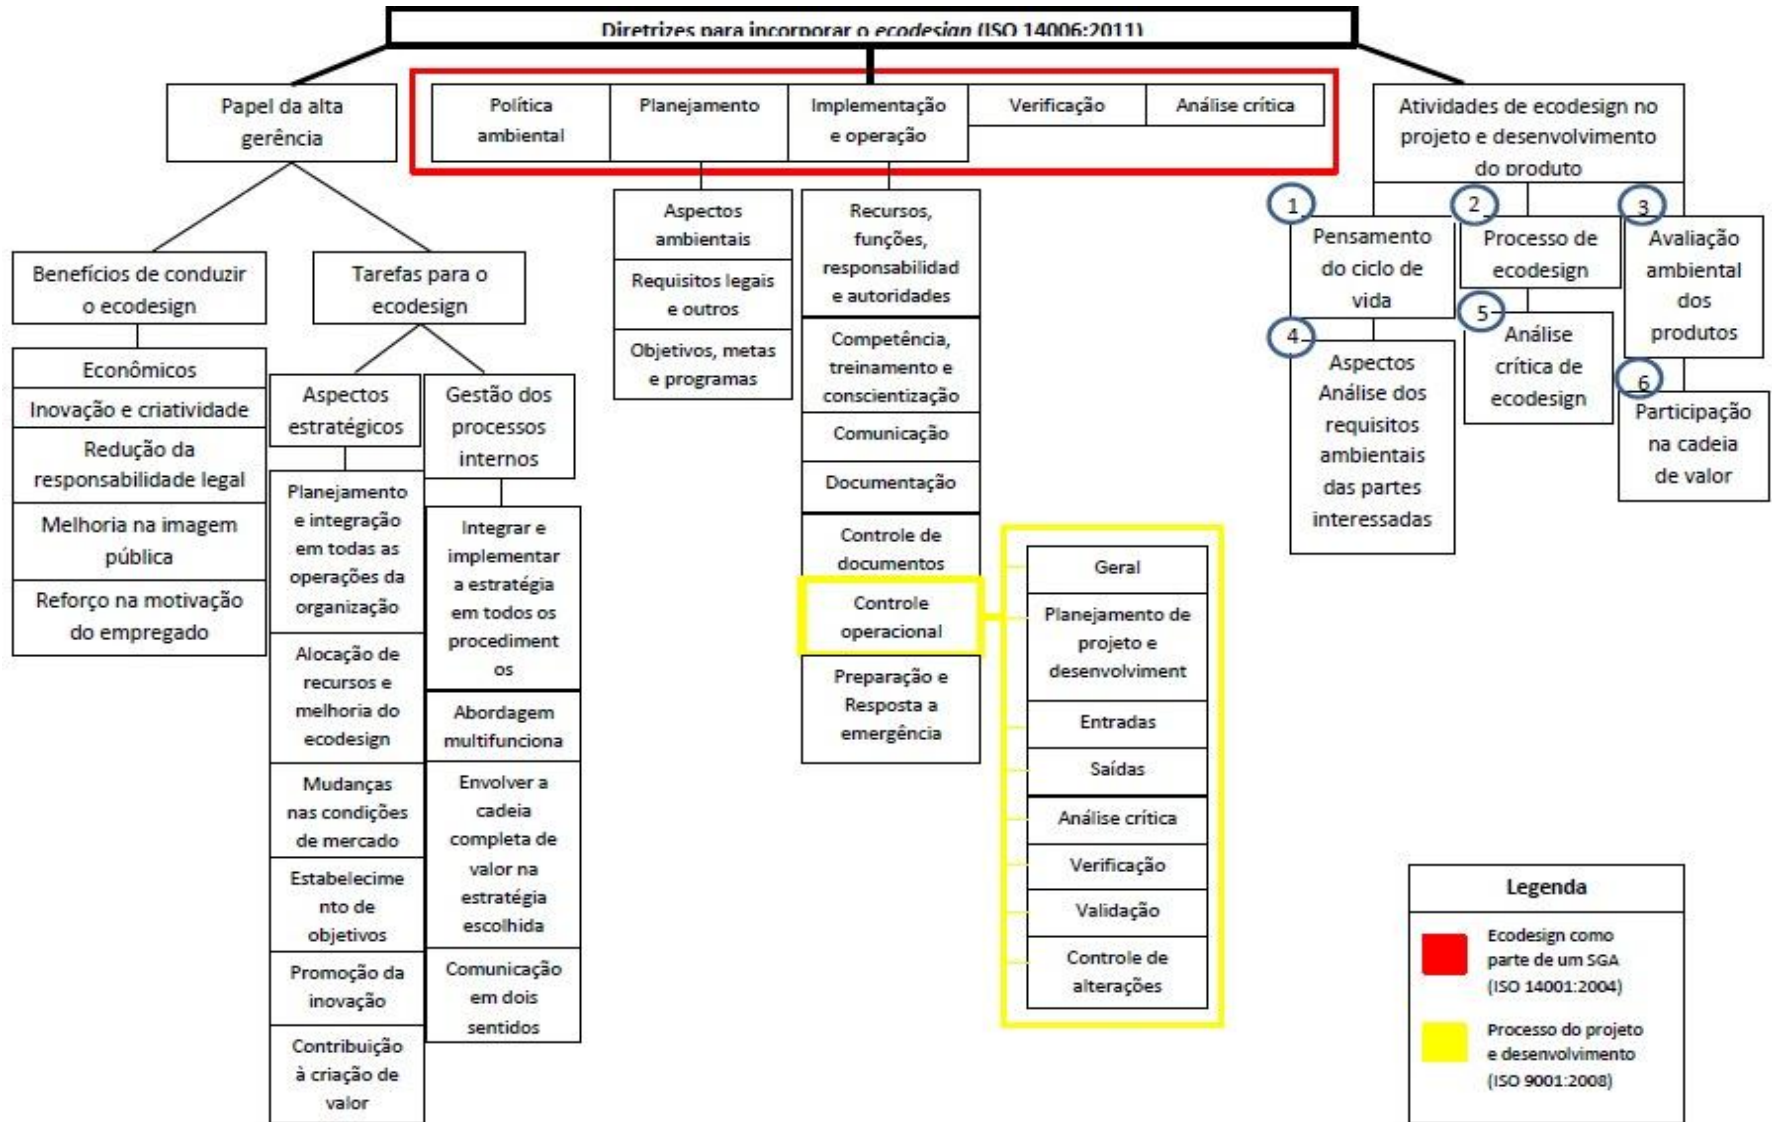 Diretrizes para incorporar o ecodesign (ISO 14006:2011)
Papel da alta
gerência
Política
ambiental
Planejamento
Implementação
e operação
Verificação
Análise crítica
Atividades de ecodesign no
projeto e desenvolvimento
do produto
Benefícios de conduzir
o ecodesign
Econômicos
Inovação e criatividade
Redução da
responsabilidade legal
Melhoria na imagem
pública
Reforço na motivação
do empregado
Tarefas para o
ecodesign
Aspectos
estratégicos
Planejamento
e integração
em todas as
operações da
organização
Alocação de
recursos e
melhoria do
ecodesign
Mudanças
nas condições
de mercado
Estabelecime
nto de
objetivos
Promoção da
inovação
Contribuição
à criação de
valor
Gestão dos
processos
internos
Integrar e
implementar
a estratégia
em todos os
procediment
os
Abordagem
multifunciona
Envolver a
cadeia
completa de
valor na
estratégia
escolhida
Comunicação
em dois
sentidos
Aspectos
ambientais
Requisitos legais
e outros
Objetivos, metas
e programas
Recursos,
funções,
responsabilidad
e autoridades
Competência,
treinamento e
conscientização
Comunicação
Documentação
Controle de
documentos
Controle
operacional
Preparação e
Resposta a
emergência
Geral
Planejamento de
projeto e
desenvolviment
Entradas
Saídas
Análise crítica
Verificação
Validação
Controle de
alterações
1
Pensamento
do ciclo de
vida
2
Processo de
ecodesign
3
Avaliação
ambiental
dos
produtos
4
Aspectos
Análise dos
requisitos
ambientais
das partes
interessadas
5
Análise
crítica de
ecodesign
6
Participação
na cadeia
de valor
Legenda
Ecodesign como
parte de um SGA
(ISO 14001:2004)
Processo do projeto
e desenvolvimento
(ISO 9001:2008)